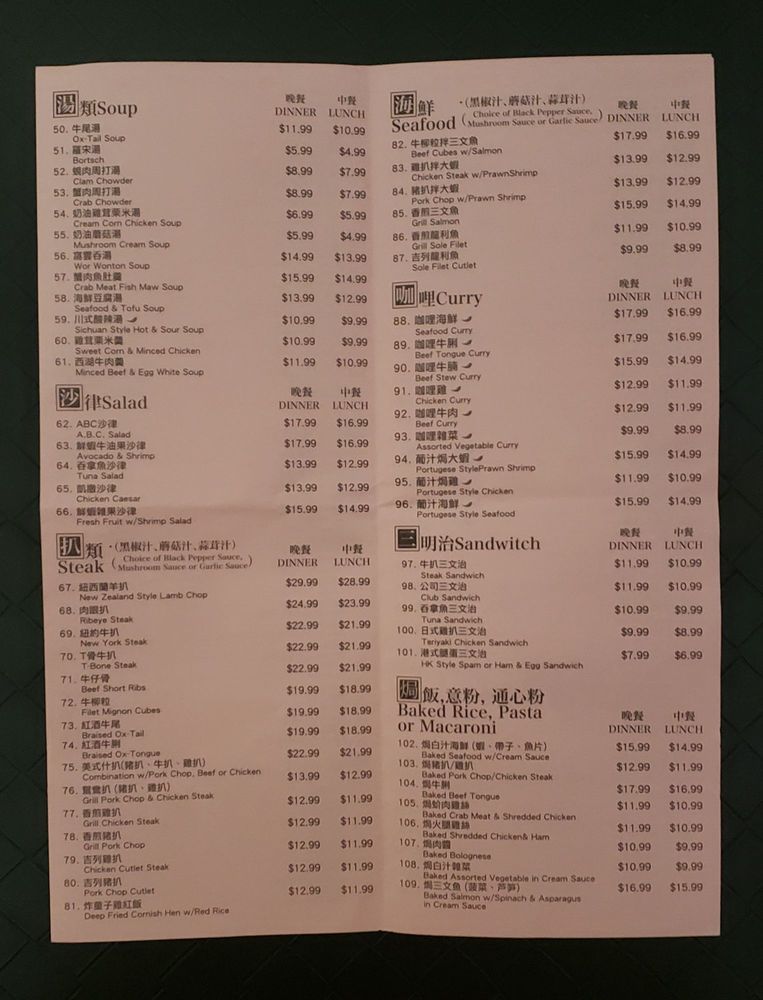 湯類Soup 晚餐 DINNER 中餐 LUNCH
50. 牛尾湯 $11.99 $10.99
Ox-Tail Soup
51. 羅宋湯 $5.99 $4.99
Bortsch
52. 蜆肉周打湯 $8.99 $7.99
Clam Chowder
53. 蟹肉周打湯 $8.99 $7.99
Crab Chowder
54. 奶油雞茸粟米湯 $6.99 $5.99
Cream Corn Chicken Soup
55. 奶油蘑菇湯 $5.99 $4.99
Mushroom Cream Soup
56. 窩雲吞湯 $14.99 $13.99
Wor Wonton Soup
57. 蟹肉魚肚羹 $15.99 $14.99
Crab Meat Fish Maw Soup
58. 海鮮豆腐湯 $13.99 $12.99
Seafood & Tofu Soup
59. 川式酸辣湯 $10.99 $9.99
Sichuan Style Hot & Sour Soup
60. 雞茸粟米羹 $10.99 $9.99
Sweet Corn & Minced Chicken
61. 西湖牛肉羹 $11.99 $10.99
Minced Beef & Egg White Soup
沙律Salad 晚餐 DINNER 中餐 LUNCH
62. ABC沙律 $17.99 $16.99
A.B.C. Salad
63. 鮮蝦牛油果沙律 $17.99 $16.99
Avocado & Shrimp
64. 吞拿魚沙律 $13.99 $12.99
Tuna Salad
65. 凱撒沙律 $13.99 $12.99
Chicken Caesar
66. 鮮蝦雜果沙律 $15.99 $14.99
Fresh Fruit w/Shrimp Salad
扒類 ·(黑椒汁、蘑菇汁、蒜茸汁) 晚餐 中餐
Steak (Choice of Black Pepper Sauce, Mushroom Sauce or Garlic Sauce) DINNER LUNCH
67. 紐西蘭羊扒 $29.99 $28.99
New Zealand Style Lamb Chop
68. 肉眼扒 $24.99 $23.99
Ribeye Steak
69. 紐約牛扒 $22.99 $21.99
New York Steak
70. T骨牛扒 $22.99 $21.99
T-Bone Steak
71. 牛仔骨 $22.99 $21.99
Beef Short Ribs
72. 牛柳粒 $19.99 $18.99
Filet Mignon Cubes
73. 紅酒牛尾 $19.99 $18.99
Braised Ox-Tail
74. 紅酒牛脷 $19.99 $18.99
Braised Ox-Tongue
75. 美式什扒(豬扒、牛扒、雞扒) $22.99 $21.99
Combination w/Pork Chop, Beef or Chicken
76. 鴛鴦扒 (豬扒、雞扒) $13.99 $12.99
Grill Pork Chop & Chicken Steak
77. 香煎雞扒 $12.99 $11.99
Grill Chicken Steak
78. 香煎豬扒 $12.99 $11.99
Grill Pork Chop
79. 吉列雞扒 $12.99 $11.99
Chicken Cutlet Steak
80. 吉列豬扒 $12.99 $11.99
Pork Chop Cutlet
81. 炸童子雞紅飯 $12.99 $11.99
Deep Fried Cornish Hen w/Red Rice
海鮮 ·(黑椒汁、蘑菇汁、蒜茸汁) 晚餐 中餐
Seafood (Choice of Black Pepper Sauce, Mushroom Sauce or Garlic Sauce) DINNER LUNCH
82. 牛柳粒拌三文魚 $17.99 $16.99
Beef Cubes w/Salmon
83. 雞扒拌大蝦 $13.99 $12.99
Chicken Steak w/PrawnShrimp
84. 豬扒拌大蝦 $13.99 $12.99
Pork Chop w/Prawn Shrimp
85. 香煎三文魚 $15.99 $14.99
Grill Salmon
86. 香煎龍利魚 $11.99 $10.99
Grill Sole Filet
87. 吉列龍利魚 $9.99 $8.99
Sole Filet Cutlet
咖哩Curry 晚餐 DINNER 中餐 LUNCH
88. 咖哩海鮮 $17.99 $16.99
Seafood Curry
89. 咖哩牛脷 $17.99 $16.99
Beef Tongue Curry
90. 咖哩牛腩 $15.99 $14.99
Beef Stew Curry
91. 咖哩雞 $12.99 $11.99
Chicken Curry
92. 咖哩牛肉 $12.99 $11.99
Beef Curry
93. 咖哩雜菜 $9.99 $8.99
Assorted Vegetable Curry
94. 葡汁焗大蝦 $15.99 $14.99
Portugese StylePrawn Shrimp
95. 葡汁焗雞 $11.99 $10.99
Portugese Style Chicken
96. 葡汁海鮮 $15.99 $14.99
Portugese Style Seafood
三明治Sandwitch 晚餐 DINNER 中餐 LUNCH
97. 牛扒三文治 $11.99 $10.99
Steak Sandwich
98. 公司三文治 $11.99 $10.99
Club Sandwich
99. 吞拿魚三文治 $10.99 $9.99
Tuna Sandwich
100. 日式雞扒三文治 $9.99 $8.99
Teriyaki Chicken Sandwich
101. 港式腿蛋三文治 $7.99 $6.99
HK Style Spam or Ham & Egg Sandwich
焗飯,意粉, 通心粉
Baked Rice, Pasta 晚餐 中餐
or Macaroni DINNER LUNCH
102. 焗白汁海鮮 (蝦、帶子、魚片) $15.99 $14.99
Baked Seafood w/Cream Sauce
103. 焗豬扒/雞扒 $12.99 $11.99
Baked Pork Chop/Chicken Steak
104. 焗牛脷 $17.99 $16.99
Baked Beef Tongue
105. 焗蛤肉雞絲 $11.99 $10.99
Baked Crab Meat & Shredded Chicken
106. 焗火腿雞絲 $11.99 $10.99
Baked Shredded Chicken& Ham
107. 焗肉醬 $10.99 $9.99
Baked Bolognese
108. 焗白汁雜菜 $10.99 $9.99
Baked Assorted Vegetable in Cream Sauce
109. 焗三文魚 (菠菜、芦筍) $16.99 $15.99
Baked Salmon w/Spinach & Asparagus
in Cream Sauce